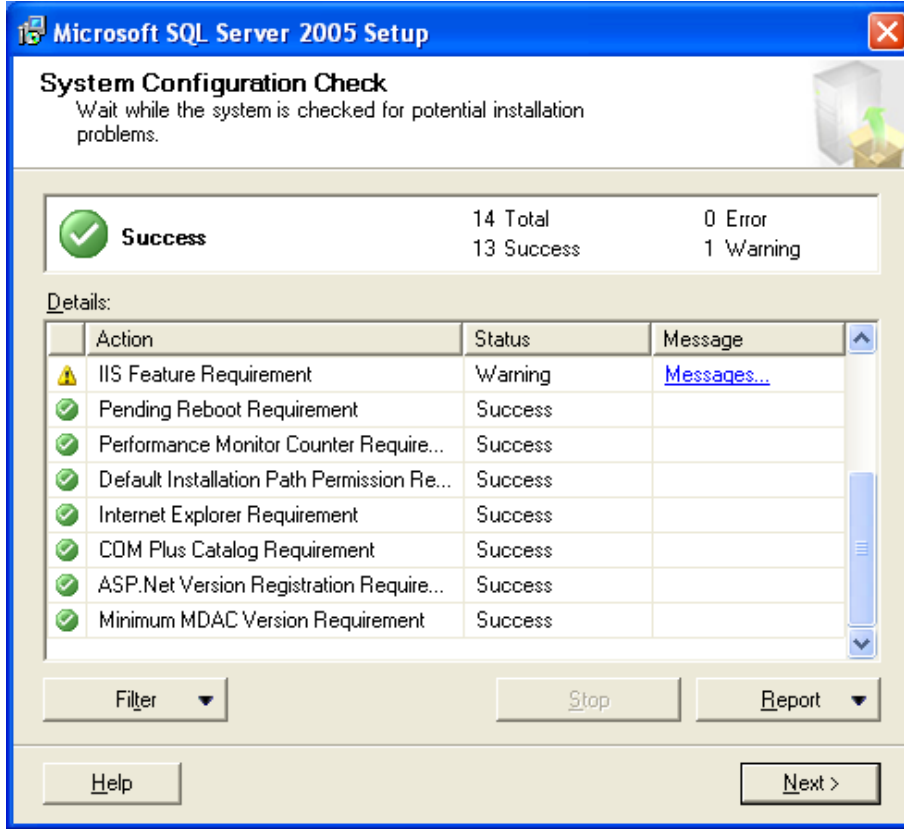 Microsoft SQL Server 2005 Setup
System Configuration Check
Wait while the system is checked for potential installation
problems.
Success
14 Total
0 Error
13 Success
1 Warning
Details:
Action Status Message
IIS Feature Requirement Warning Messages...
Pending Reboot Requirement Success
Performance Monitor Counter Require... Success
Default Installation Path Permission Re... Success
Internet Explorer Requirement Success
COM Plus Catalog Requirement Success
ASP.Net Version Registration Require... Success
Minimum MDAC Version Requirement Success
Filter Stop Report
Help Next >